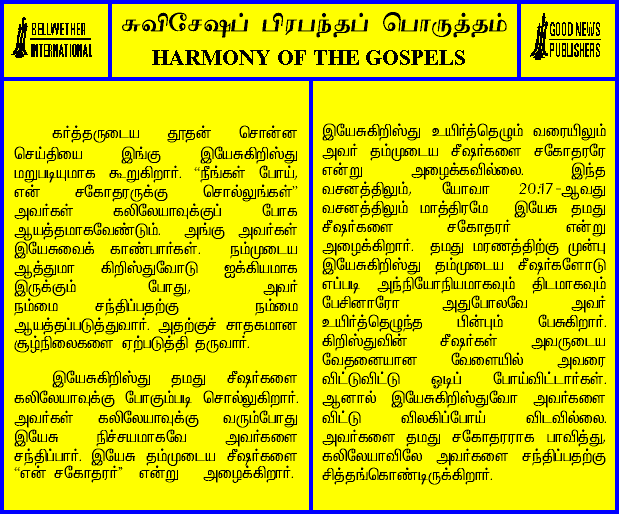 BELLWETHER
INTERNATIONAL
சுவிசேஷப் பிரபந்தப் பொருத்தம்
HARMONY OF THE GOSPELS
GOOD NEWS
PUBLISHERS
கர்த்தருடைய தூதன் சொன்ன
செய்தியை இங்கு இயேசுகிறிஸ்து
மறுபடியுமாக கூறுகிறார். “நீங்கள் போய்,
என் சகோதரருக்கு சொல்லுங்கள்”
அவர்கள் கலிலேயாவுக்குப் போக
ஆயத்தமாகவேண்டும். அங்கு அவர்கள்
இயேசுவைக் காண்பார்கள். நம்முடைய
ஆத்துமா கிறிஸ்துவோடு ஐக்கியமாக
இருக்கும் போது, அவர்
நம்மை சந்திப்பதற்கு நம்மை
ஆயத்தப்படுத்துவார். அதற்குச் சாதகமான
சூழ்நிலைகளை ஏற்படுத்தி தருவார்.
இயேசுகிறிஸ்து தமது சீஷர்களை
கலிலேயாவுக்கு போகும்படி சொல்லுகிறார்.
அவர்கள் கலிலேயாவுக்கு வரும்போது
இயேசு நிச்சயமாகவே அவர்களை
சந்திப்பார். இயேசு தம்முடைய சீஷர்களை
“என் சகோதரர்” என்று அழைக்கிறார்.
இயேசுகிறிஸ்து உயிர்த்தெழும் வரையிலும்
அவர் தம்முடைய சீஷர்களை சகோதரரே
என்று அழைக்கவில்லை. இந்த
வசனத்திலும், யோவா 20:17-ஆவது
வசனத்திலும் மாத்திரமே இயேசு தமது
சீஷர்களை சகோதரர் என்று
அழைக்கிறார். தமது மரணத்திற்கு முன்பு
இயேசுகிறிஸ்து தம்முடைய சீஷர்களோடு
எப்படி அந்நியோநியமாகவும் திடமாகவும்
பேசினாரோ அதுபோலவே அவர்
உயிர்த்தெழுந்த பின்பும் பேசுகிறார்.
கிறிஸ்துவின் சீஷர்கள் அவருடைய
வேதனையான வேளையில் அவரை
விட்டுவிட்டு ஓடிப் போய்விட்டார்கள்.
ஆனால் இயேசுகிறிஸ்துவோ அவர்களை
விட்டு விலகிப்போய் விடவில்லை.
அவர்களை தமது சகோதரராக பாவித்து,
கலிலேயாவிலே அவர்களை சந்திப்பதற்கு
சித்தங்கொண்டிருக்கிறார்.